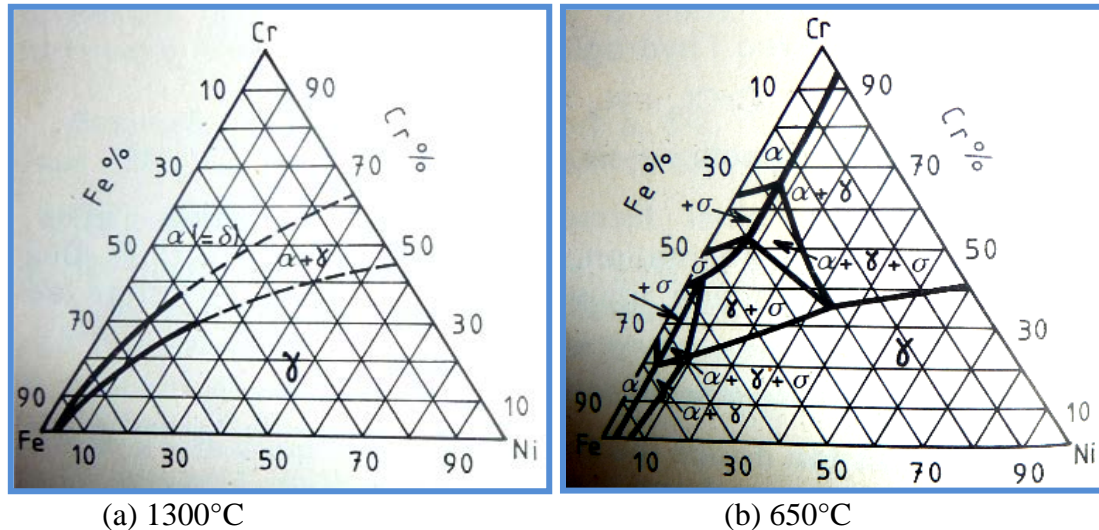 Cr
10 90
Fe %
Cr %
30 70
α (= δ)
50 α + γ 50
70 30
γ
90 10
Fe Ni
10 30 50 70 90
(a) 1300°C
Cr
10 90
Fe %
Cr %
α
30 70
α + γ
+ σ
50 50
α + γ + σ
σ
+ σ
γ + σ
70 30
γ
α + γ + σ
α
90 α + γ 10
Fe Ni
10 30 50 70 90
(b) 650°C